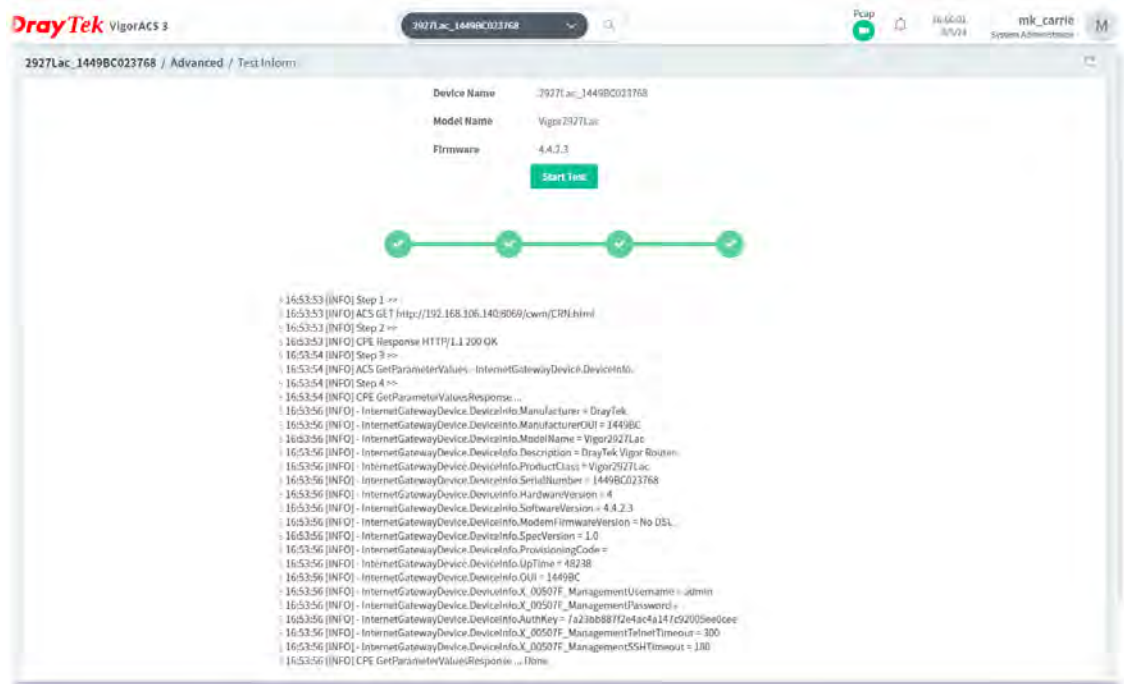 DrayTek VigorACS 3
2927Lac_1449BC023768
Pcap
mk_carrie
System Administrator
M
2927Lac_1449BC023768 / Advanced / Test Inform
Device Name 2927Lac_1449BC023768
Model Name Vigor2927Lac
Firmware 4.4.2.3
Start Test
16:53:53 [INFO] Step 1 >>
16:53:53 [INFO] ACS GET http://192.168.106.140:8069/cwm/CRN.html
16:53:53 [INFO] Step 2 >>
16:53:53 [INFO] CPE Response HTTP/1.1 200 OK
16:53:54 [INFO] Step 3 >>
16:53:54 [INFO] ACS GetParameterValues - InternetGatewayDevice.DeviceInfo.
16:53:54 [INFO] Step 4 >>
16:53:54 [INFO] CPE GetParameterValuesResponse ...
16:53:56 [INFO] - InternetGatewayDevice.DeviceInfo.Manufacturer = DrayTek
16:53:56 [INFO] - InternetGatewayDevice.DeviceInfo.ManufacturerOUI = 1449BC
16:53:56 [INFO] - InternetGatewayDevice.DeviceInfo.ModelName = Vigor2927Lac
16:53:56 [INFO] - InternetGatewayDevice.DeviceInfo.Description = DrayTek Vigor Router
16:53:56 [INFO] - InternetGatewayDevice.DeviceInfo.ProductClass = Vigor2927Lac
16:53:56 [INFO] - InternetGatewayDevice.DeviceInfo.SerialNumber = 1449BC023768
16:53:56 [INFO] - InternetGatewayDevice.DeviceInfo.HardwareVersion = 4
16:53:56 [INFO] - InternetGatewayDevice.DeviceInfo.SoftwareVersion = 4.4.2.3
16:53:56 [INFO] - InternetGatewayDevice.DeviceInfo.ModemFirmwareVersion = No DSL
16:53:56 [INFO] - InternetGatewayDevice.DeviceInfo.SpecVersion = 1.0
16:53:56 [INFO] - InternetGatewayDevice.DeviceInfo.ProvisioningCode =
16:53:56 [INFO] - InternetGatewayDevice.DeviceInfo.UpTime = 48238
16:53:56 [INFO] - InternetGatewayDevice.DeviceInfo.OUI = 1449BC
16:53:56 [INFO] - InternetGatewayDevice.DeviceInfo.X_00507F_ManagementUsername = admin
16:53:56 [INFO] - InternetGatewayDevice.DeviceInfo.X_00507F_ManagementPassword =
16:53:56 [INFO] - InternetGatewayDevice.DeviceInfo.AuthKey = 7a23bb887f2e4ac4a147c92005ee0cee
16:53:56 [INFO] - InternetGatewayDevice.DeviceInfo.X_00507F_ManagementTelnetTimeout = 300
16:53:56 [INFO] - InternetGatewayDevice.DeviceInfo.X_00507F_ManagementSSHTimeout = 180
16:53:56 [INFO] CPE GetParameterValuesResponse ... Done